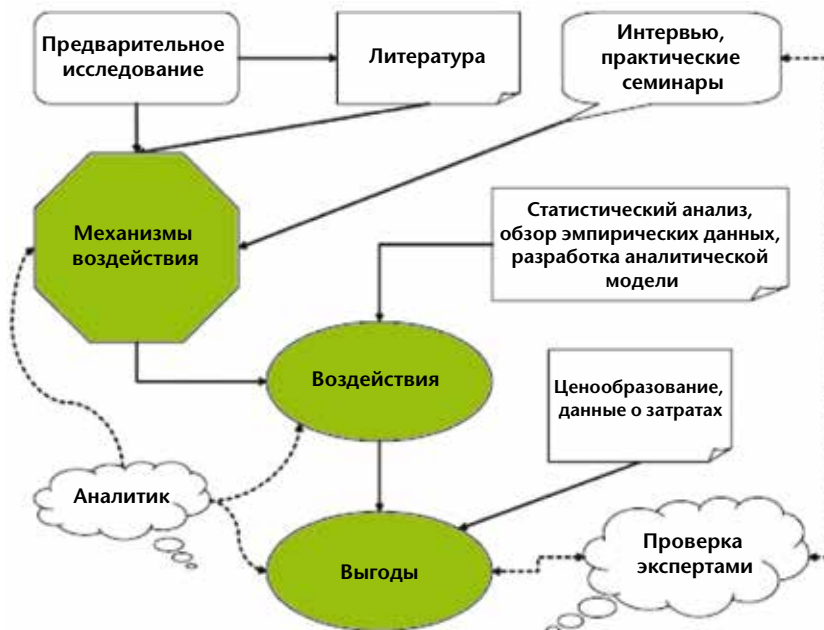 Предварительное
исследование
Литература
Интервью,
практические
семинары
Механизмы
воздействия
Статистический анализ,
обзор эмпирических данных,
разработка аналитической
модели
Воздействия
Ценообразование,
данные о затратах
Аналитик
Выгоды
Проверка
экспертами